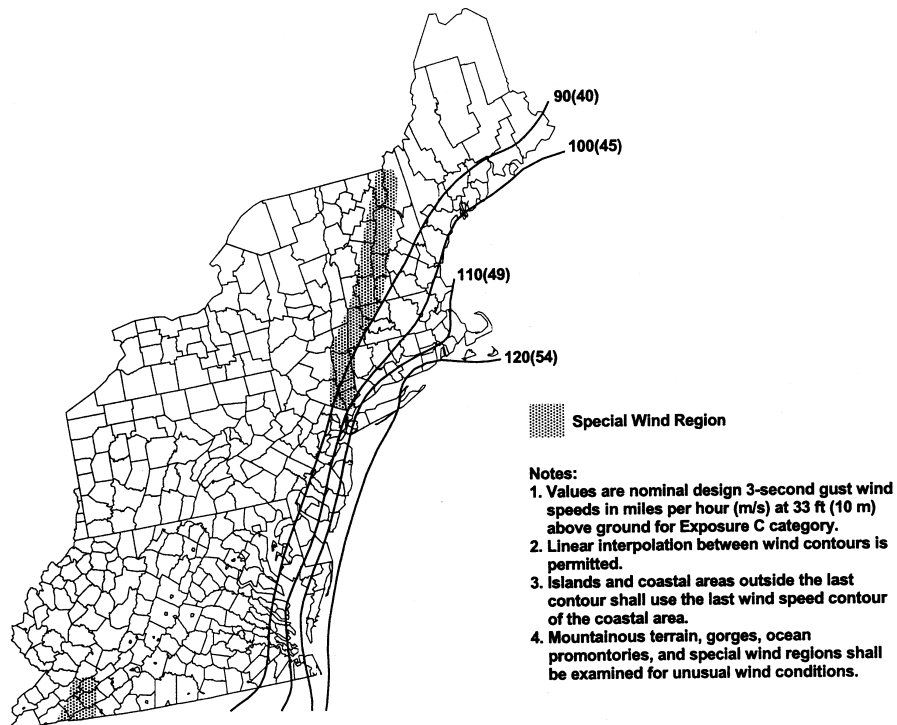 90(40)
100(45)
110(49)
120(54)
Special Wind Region
Notes:
1. Values are nominal design 3-second gust wind
speeds in miles per hour (m/s) at 33 ft (10 m)
above ground for Exposure C category.
2. Linear interpolation between wind contours is
permitted.
3. Islands and coastal areas outside the last
contour shall use the last wind speed contour
of the coastal area.
4. Mountainous terrain, gorges, ocean
promontories, and special wind regions shall
be examined for unusual wind conditions.